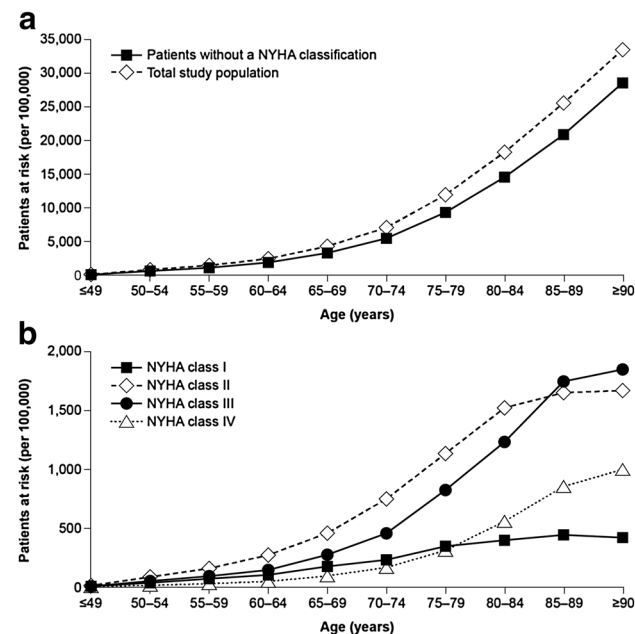 a
35,000
30,000
25,000
20,000
15,000
10,000
5,000
0
Patients at risk (per 100,000)
Patients without a NYHA classification
Total study population
≤49 50–54 55–59 60–64 65–69 70–74 75–79 80–84 85–89 ≥90
Age (years)
b
2,000
1,500
1,000
500
0
Patients at risk (per 100,000)
NYHA class I
NYHA class II
NYHA class III
NYHA class IV
≤49 50–54 55–59 60–64 65–69 70–74 75–79 80–84 85–89 ≥90
Age (years)